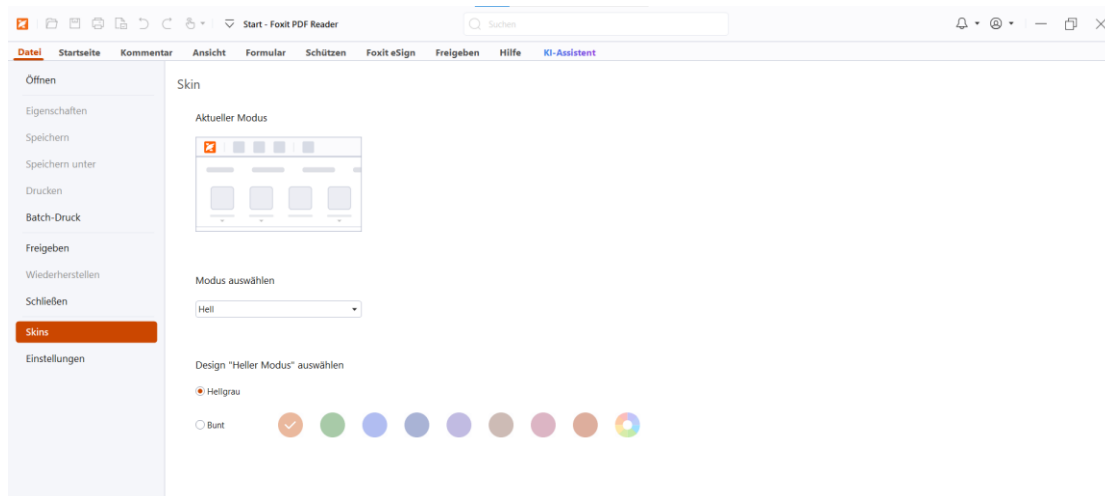 Start - Foxit PDF Reader
Suchen
Datei Startseite Kommentar Ansicht Formular Schützen Foxit eSign Freigeben Hilfe KI-Assistent
Öffnen
Eigenschaften
Speichern
Speichern unter
Drucken
Batch-Druck
Freigeben
Wiederherstellen
Schließen
Skins
Einstellungen
Skin
Aktueller Modus
Modus auswählen
Hell
Design "Heller Modus" auswählen
Hellgrau
Bunt